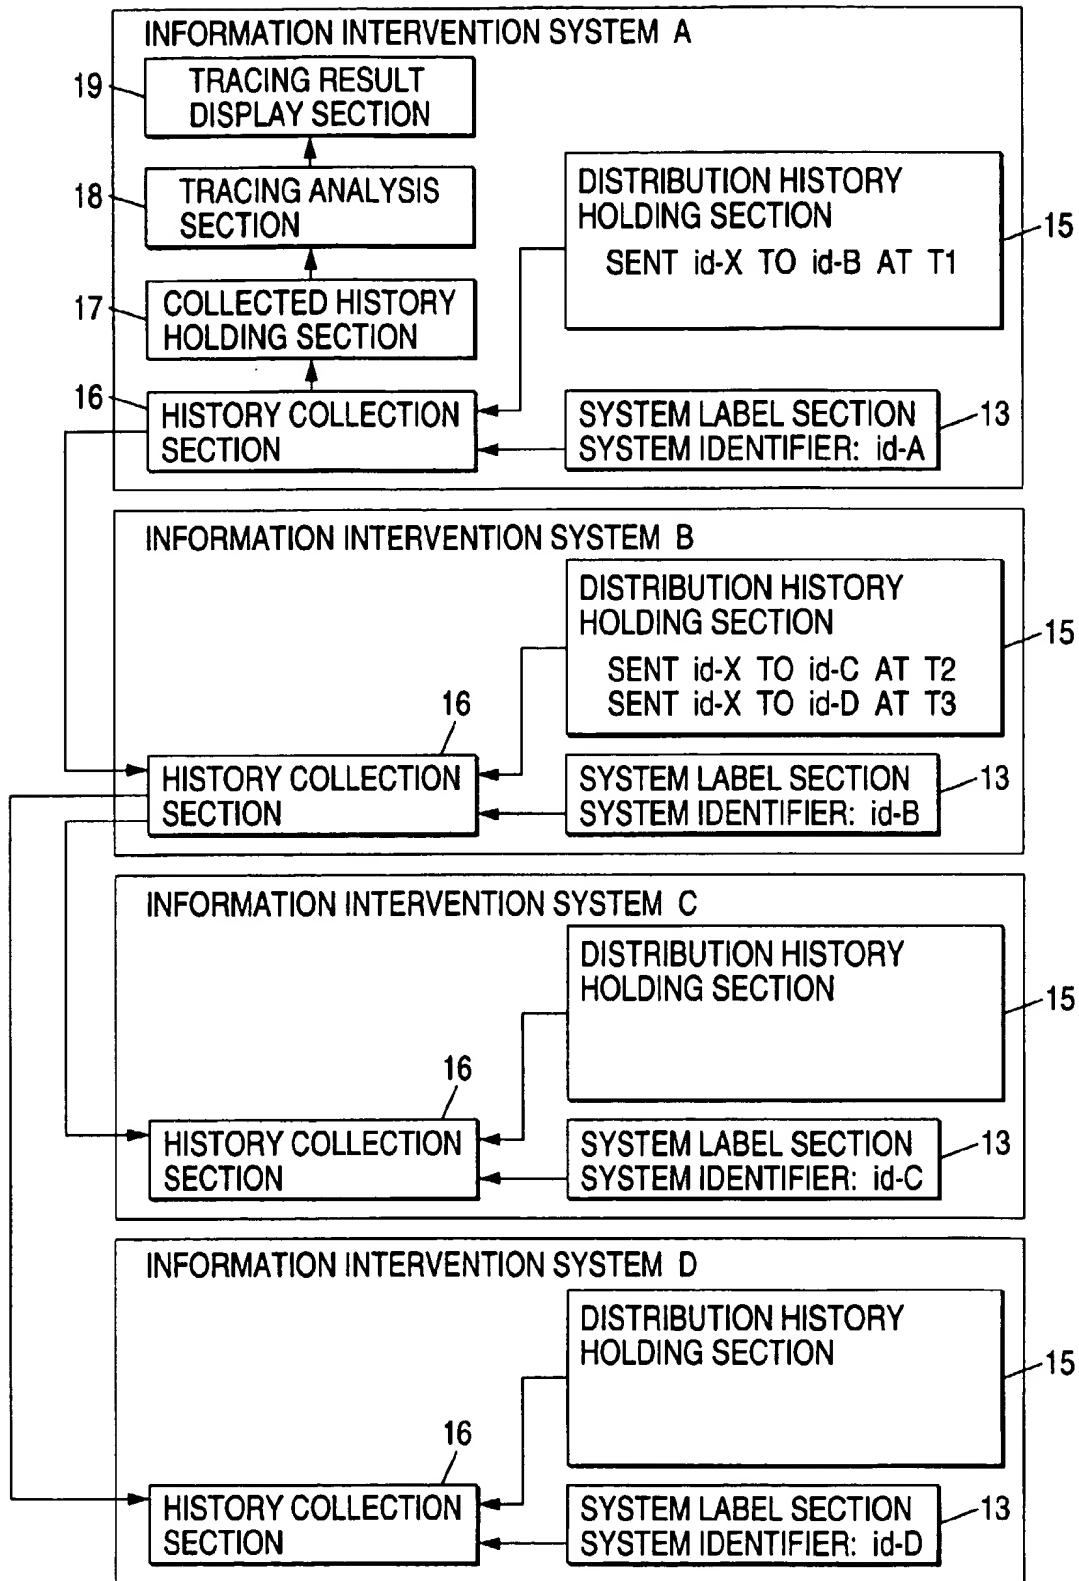 INFORMATION INTERVENTION SYSTEM A
19
TRACING RESULT
DISPLAY SECTION
18
TRACING ANALYSIS
SECTION
DISTRIBUTION HISTORY
HOLDING SECTION
15
SENT id-X TO id-B AT T1
17
COLLECTED HISTORY
HOLDING SECTION
16
HISTORY COLLECTION
SECTION
SYSTEM LABEL SECTION
SYSTEM IDENTIFIER: id-A
13
INFORMATION INTERVENTION SYSTEM B
DISTRIBUTION HISTORY
HOLDING SECTION
15
SENT id-X TO id-C AT T2
SENT id-X TO id-D AT T3
16
HISTORY COLLECTION
SECTION
SYSTEM LABEL SECTION
SYSTEM IDENTIFIER: id-B
13
INFORMATION INTERVENTION SYSTEM C
DISTRIBUTION HISTORY
HOLDING SECTION
15
16
HISTORY COLLECTION
SECTION
SYSTEM LABEL SECTION
SYSTEM IDENTIFIER: id-C
13
INFORMATION INTERVENTION SYSTEM D
DISTRIBUTION HISTORY
HOLDING SECTION
15
16
HISTORY COLLECTION
SECTION
SYSTEM LABEL SECTION
SYSTEM IDENTIFIER: id-D
13